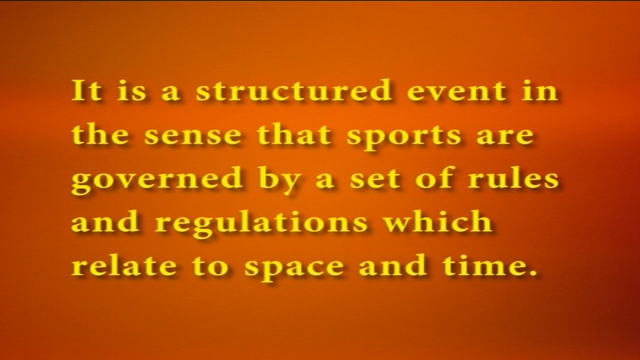 It is a structured event in
the sense that sports are
governed by a set of rules
and regulations which
relate to space and time.